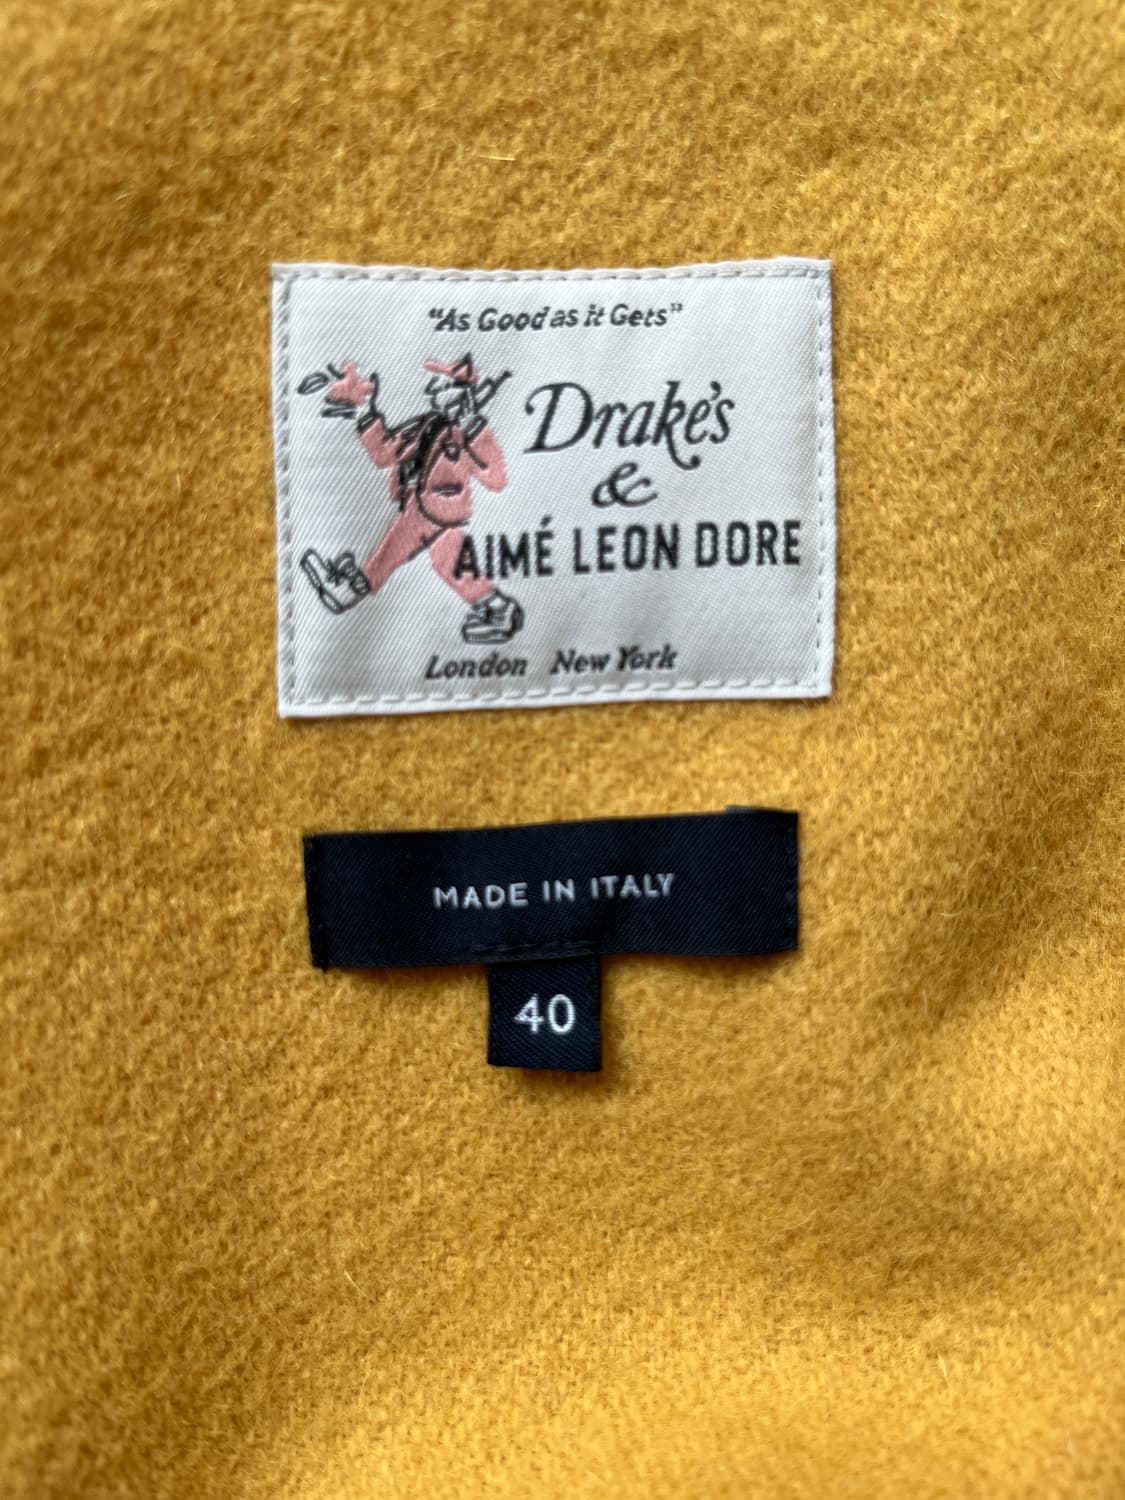 "As Good as it Gets"
Drake's
&
AIMÉ LEON DORE
London New York
MADE IN ITALY
40